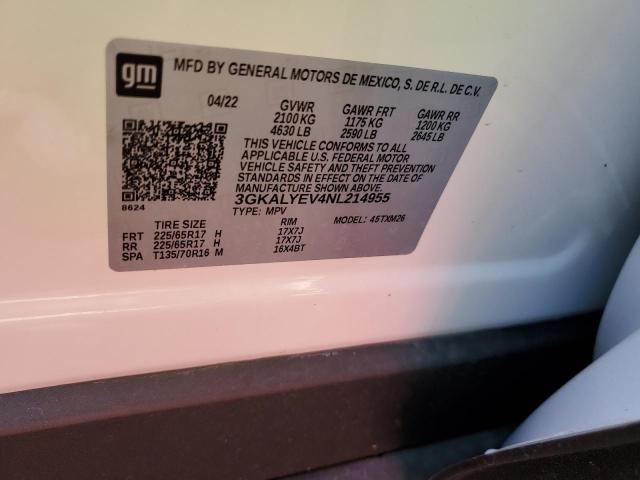 gm
MFD BY GENERAL MOTORS DE MEXICO, S. DE R.L. DE C.V.
04/22 GVWR GAWR FRT GAWR RR
2100 KG 1175 KG 1200 KG
4630 LB 2590 LB 2645 LB
THIS VEHICLE CONFORMS TO ALL
APPLICABLE U.S. FEDERAL MOTOR
VEHICLE SAFETY AND THEFT PREVENTION
STANDARDS IN EFFECT ON THE DATE OF
MANUFACTURE SHOWN ABOVE.
3GKALYEV4NL214955
8624
TYPE: MPV MODEL: 45TXM26
TIRE SIZE RIM
FRT 225/65R17 H 17X7J
RR 225/65R17 H 17X7J
SPA T135/70R16 M 16X4BT